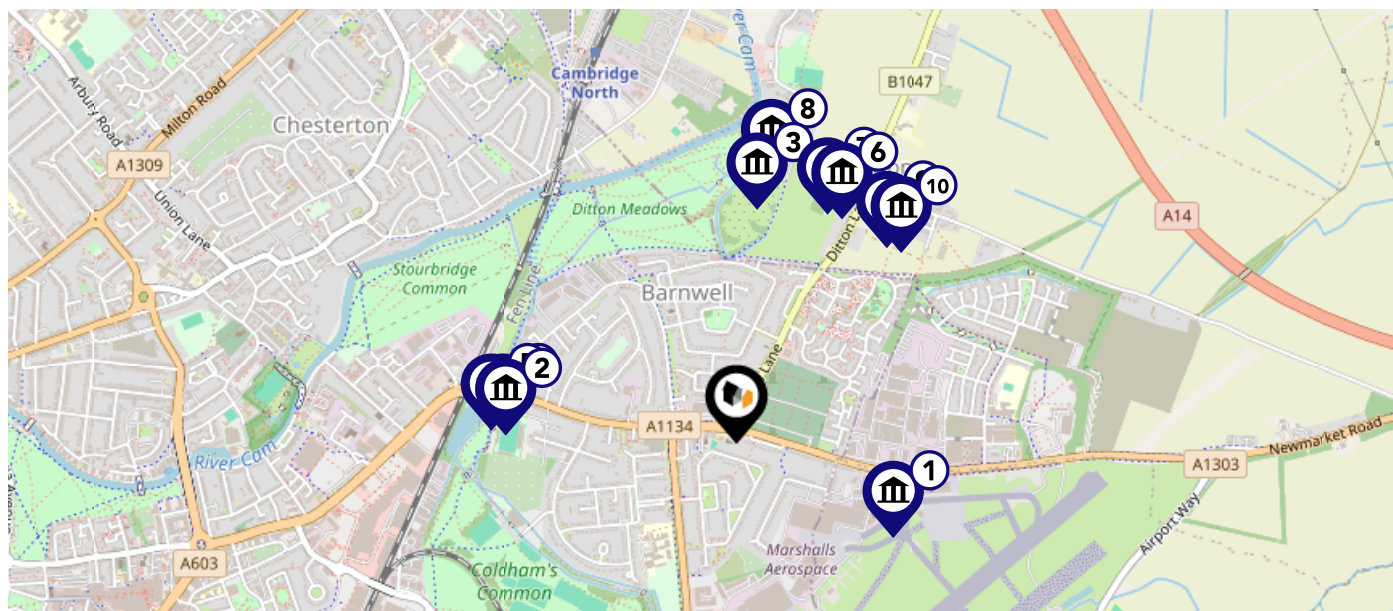 Arbury Road
Milton Road
Chesterton
Cambridge
North
B1047
8
3
6
10
A1309
Union Lane
Ditton Meadows
A14
Stourbridge
Common
Fen Line
Barnwell
Lane
2
A1134
Newmarket Road
A1303
River Cam
1
Airport Way
Marshalls
Aerospace
A603
Coldham's
Common